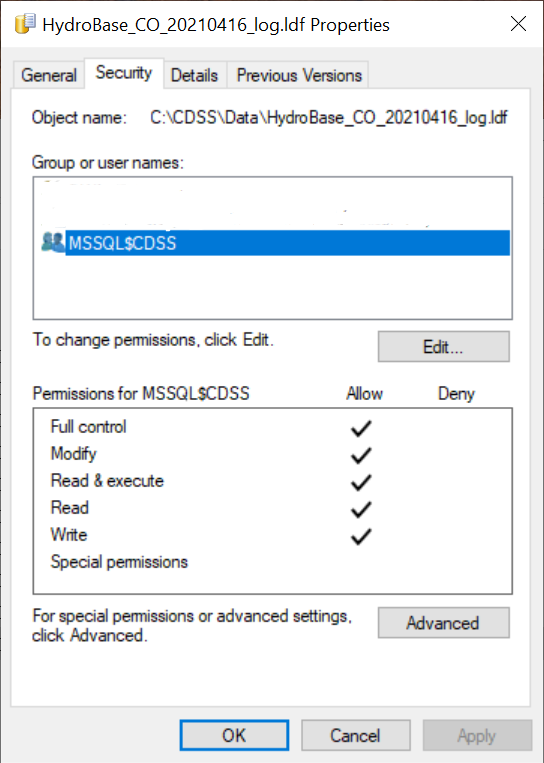 HydroBase_CO_20210416_log.ldf Properties
General Security Details Previous Versions
Object name: C:\CDSS\Data\HydroBase_CO_20210416_log.ldf
Group or user names:
MSSQL$CDSS
To change permissions, click Edit.
Edit...
Permissions for MSSQL$CDSS Allow Deny
Full control
Modify
Read & execute
Read
Write
Special permissions
For special permissions or advanced settings,
click Advanced.
Advanced
OK Cancel Apply